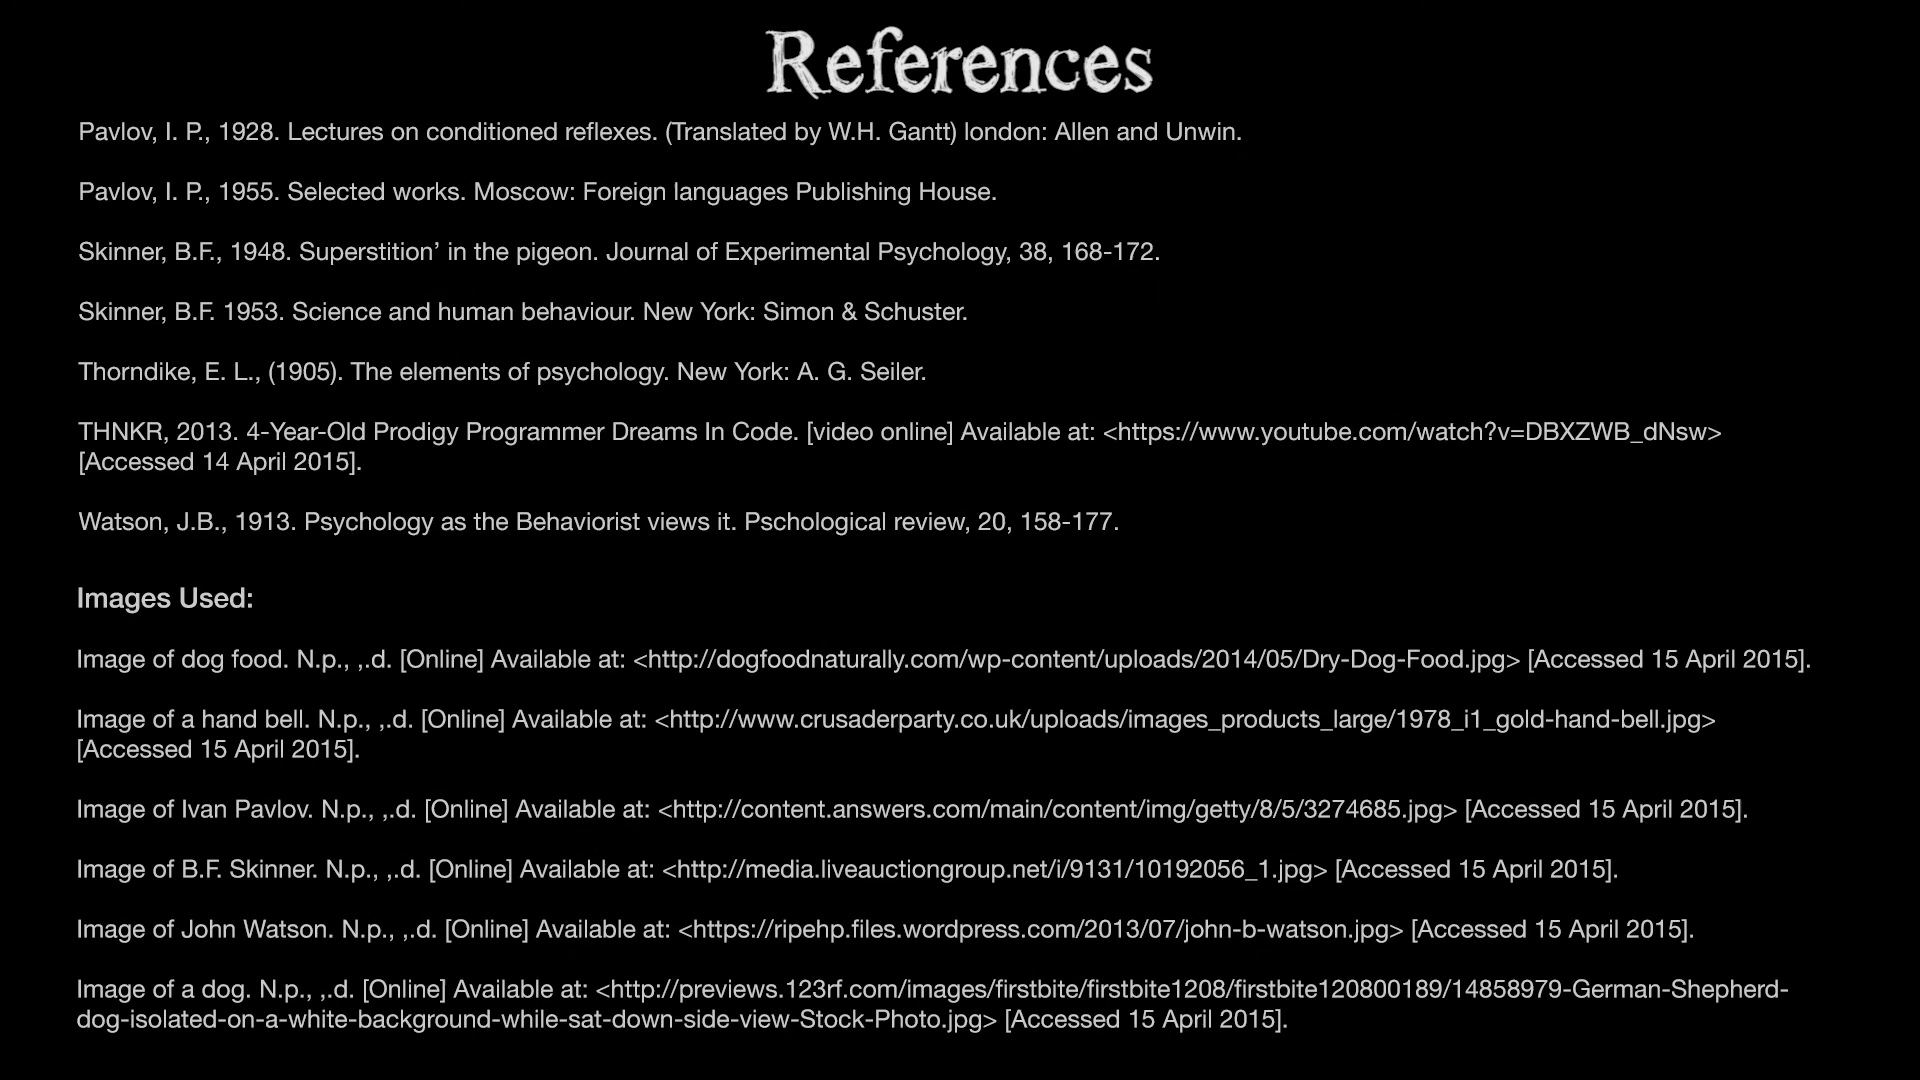 References
Pavlov, I. P., 1928. Lectures on conditioned reflexes. (Translated by W.H. Gantt) london: Allen and Unwin.
Pavlov, I. P., 1955. Selected works. Moscow: Foreign languages Publishing House.
Skinner, B.F., 1948. Superstition’ in the pigeon. Journal of Experimental Psychology, 38, 168-172.
Skinner, B.F. 1953. Science and human behaviour. New York: Simon & Schuster.
Thorndike, E. L., (1905). The elements of psychology. New York: A. G. Seiler.
THNKR, 2013. 4-Year-Old Prodigy Programmer Dreams In Code. [video online] Available at: <https://www.youtube.com/watch?v=DBXZWB_dNsw>
[Accessed 14 April 2015].
Watson, J.B., 1913. Psychology as the Behaviorist views it. Pschological review, 20, 158-177.
Images Used:
Image of dog food. N.p., ,.d. [Online] Available at: <http://dogfoodnaturally.com/wp-content/uploads/2014/05/Dry-Dog-Food.jpg> [Accessed 15 April 2015].
Image of a hand bell. N.p., ,.d. [Online] Available at: <http://www.crusaderparty.co.uk/uploads/images_products_large/1978_i1_gold-hand-bell.jpg>
[Accessed 15 April 2015].
Image of Ivan Pavlov. N.p., ,.d. [Online] Available at: <http://content.answers.com/main/content/img/getty/8/5/3274685.jpg> [Accessed 15 April 2015].
Image of B.F. Skinner. N.p., ,.d. [Online] Available at: <http://media.liveauctiongroup.net/i/9131/10192056_1.jpg> [Accessed 15 April 2015].
Image of John Watson. N.p., ,.d. [Online] Available at: <https://ripehp.files.wordpress.com/2013/07/john-b-watson.jpg> [Accessed 15 April 2015].
Image of a dog. N.p., ,.d. [Online] Available at: <http://previews.123rf.com/images/firstbite/firstbite1208/firstbite120800189/14858979-German-Shepherd-
dog-isolated-on-a-white-background-while-sat-down-side-view-Stock-Photo.jpg> [Accessed 15 April 2015].